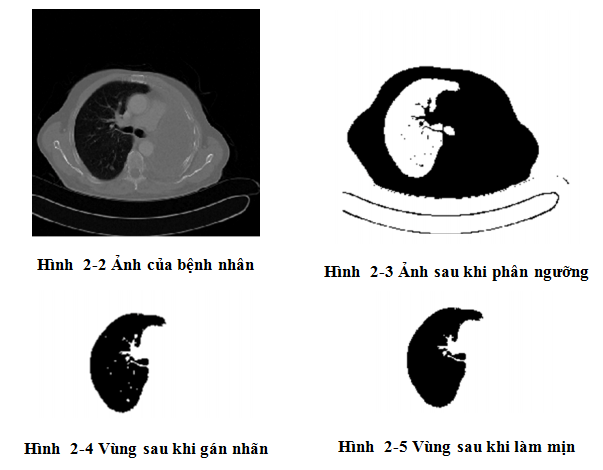 Hình 2-2 Ảnh của bệnh nhân
Hình 2-3 Ảnh sau khi phân ngưỡng
Hình 2-4 Vùng sau khi gán nhãn
Hình 2-5 Vùng sau khi làm mịn